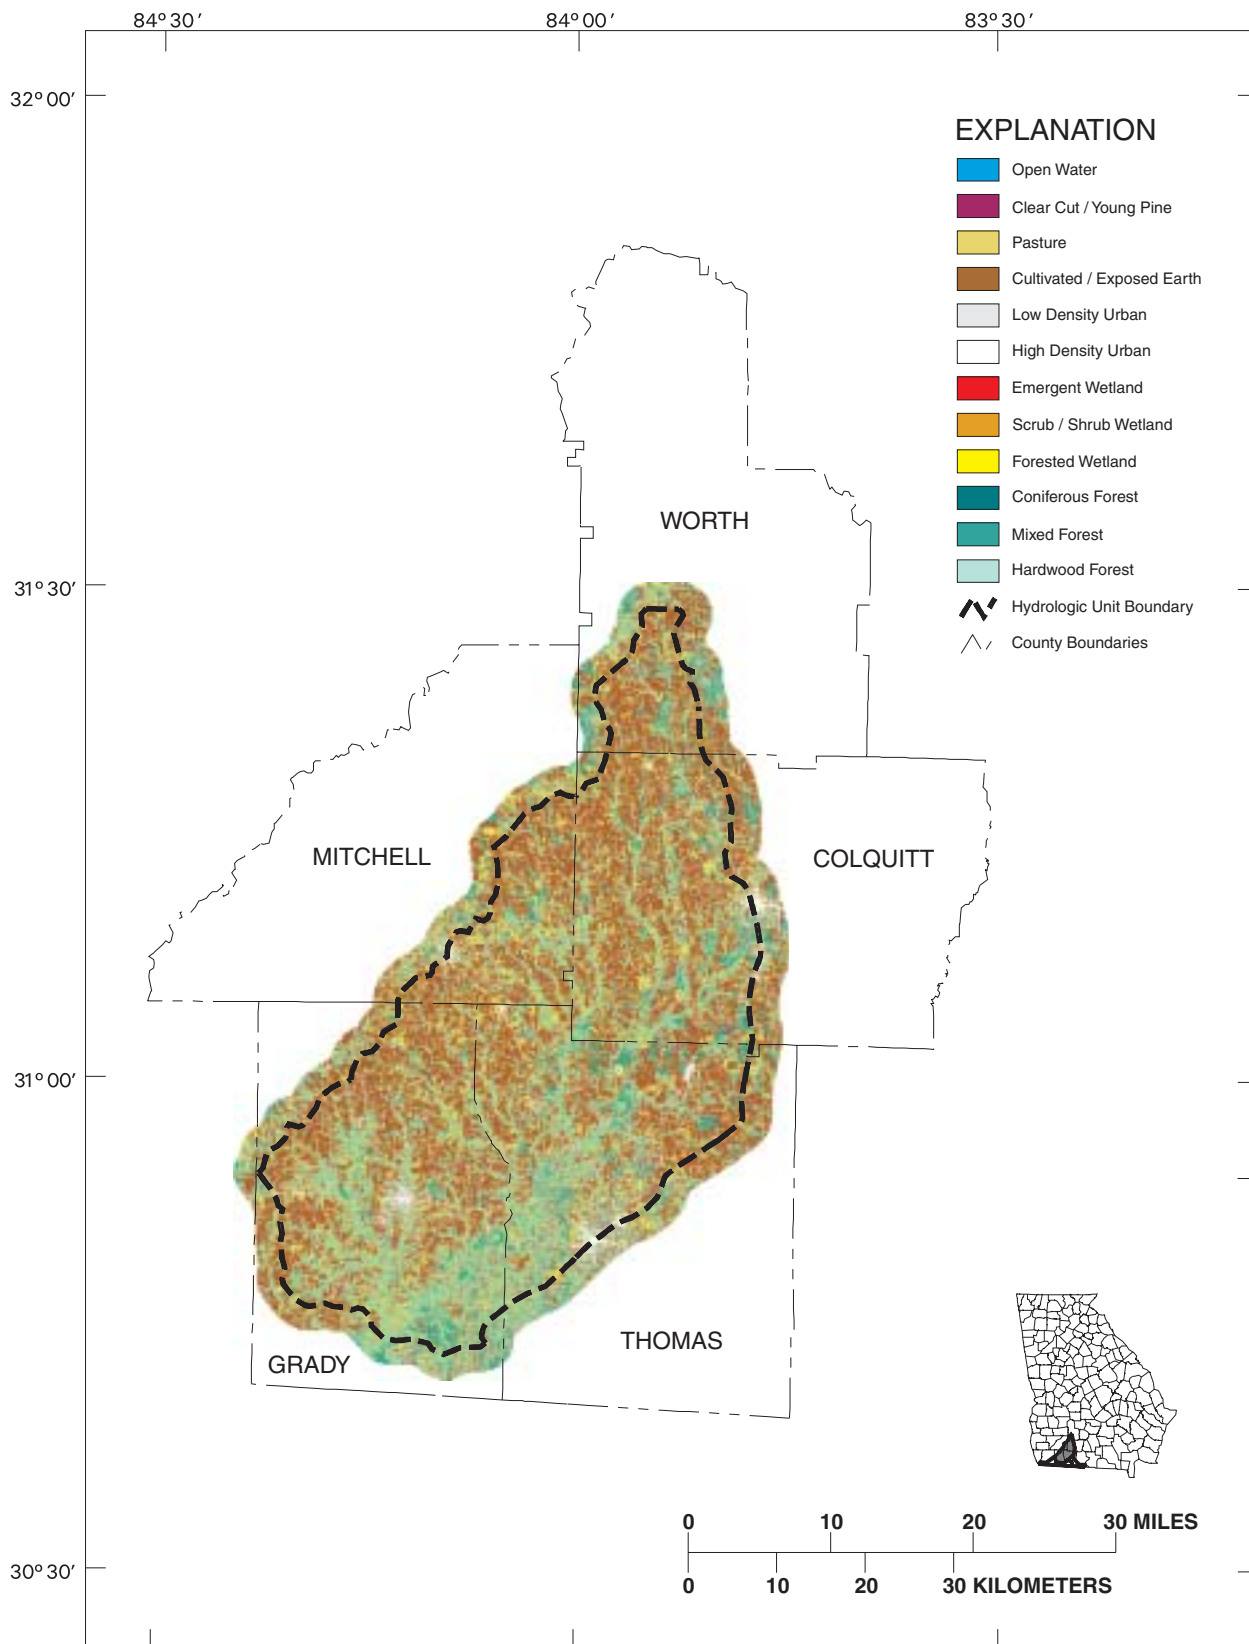 84° 30′ 84° 00′ 83° 30′
32° 00′
EXPLANATION
Open Water
Clear Cut / Young Pine
Pasture
Cultivated / Exposed Earth
Low Density Urban
High Density Urban
Emergent Wetland
Scrub / Shrub Wetland
Forested Wetland
Coniferous Forest
Mixed Forest
Hardwood Forest
Hydrologic Unit Boundary
County Boundaries
WORTH
31° 30′
MITCHELL
COLQUITT
31° 00′
THOMAS
GRADY
0 10 20 30 MILES
0 10 20 30 KILOMETERS
30° 30′